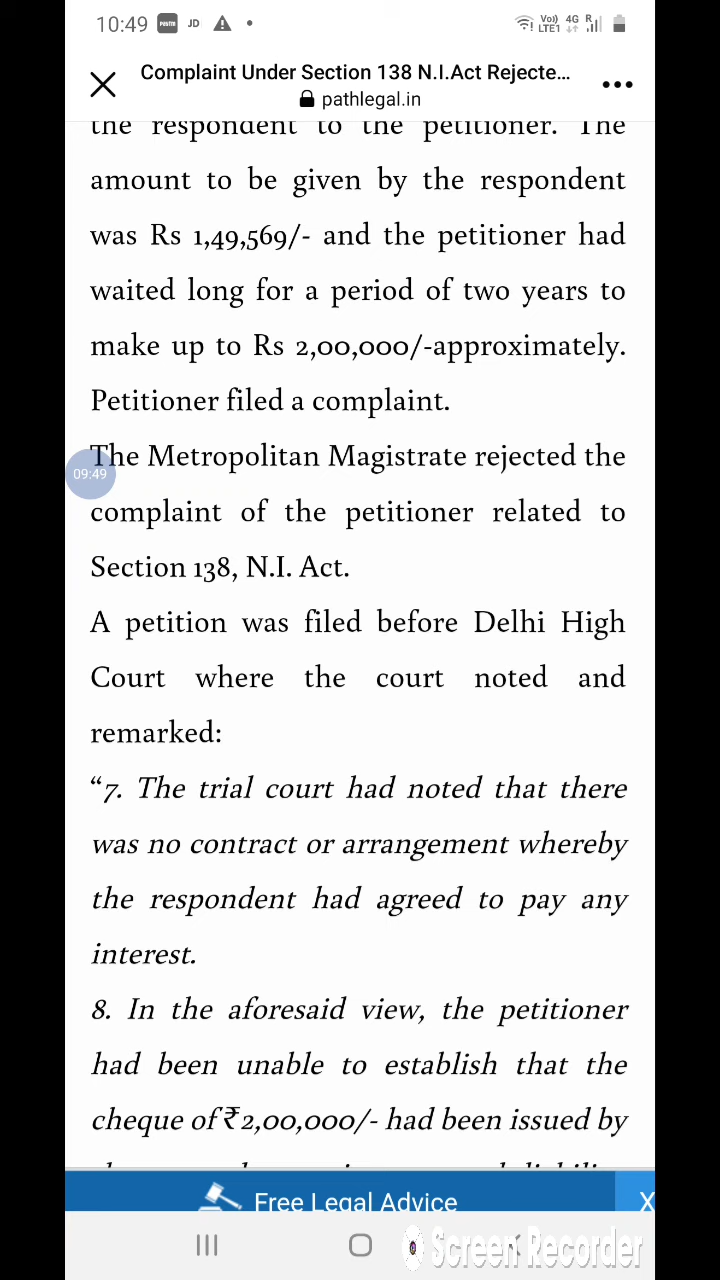 10:49 Paytm JD Vo)) LTE1 4G R
Complaint Under Section 138 N.I.Act Rejecte...
pathlegal.in
the respondent to the petitioner. The
amount to be given by the respondent
was Rs 1,49,569/- and the petitioner had
waited long for a period of two years to
make up to Rs 2,00,000/-approximately.
Petitioner filed a complaint.
The Metropolitan Magistrate rejected the
09:49
complaint of the petitioner related to
Section 138, N.I. Act.
A petition was filed before Delhi High
Court where the court noted and
remarked:
“7. The trial court had noted that there
was no contract or arrangement whereby
the respondent had agreed to pay any
interest.
8. In the aforesaid view, the petitioner
had been unable to establish that the
cheque of ₹2,00,000/- had been issued by
Free Legal Advice X
Screen Recorder